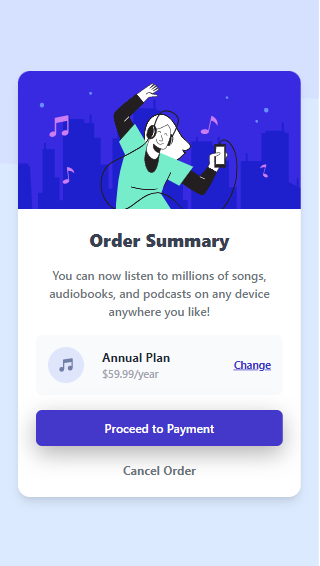 Order Summary
You can now listen to millions of songs,
audiobooks, and podcasts on any device
anywhere you like!
Annual Plan
$59.99/year
Change
Proceed to Payment
Cancel Order